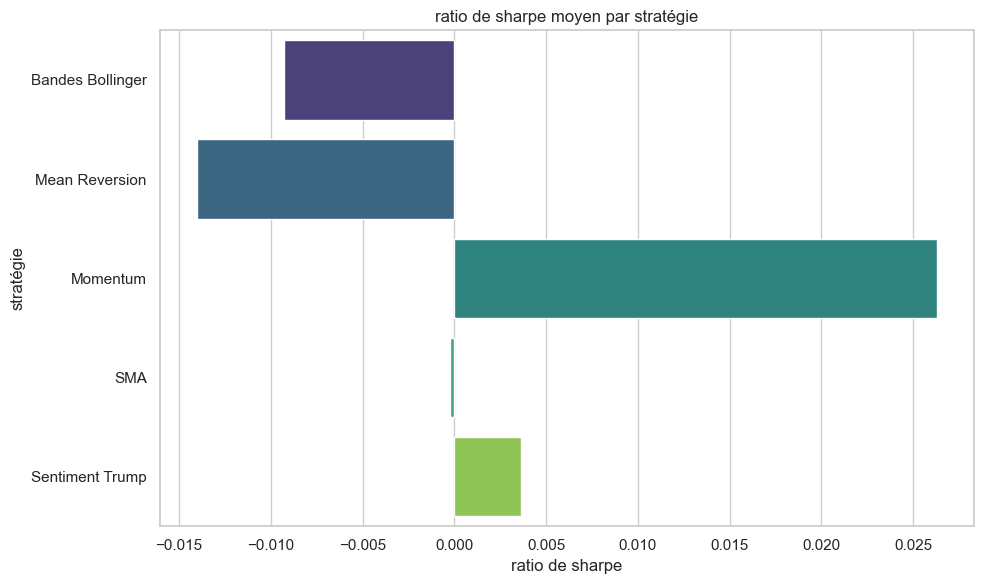 ratio de sharpe moyen par stratégie
Bandes Bollinger
Mean Reversion
Momentum
SMA
Sentiment Trump
stratégie
−0.015 −0.010 −0.005 0.000 0.005 0.010 0.015 0.020 0.025
ratio de sharpe